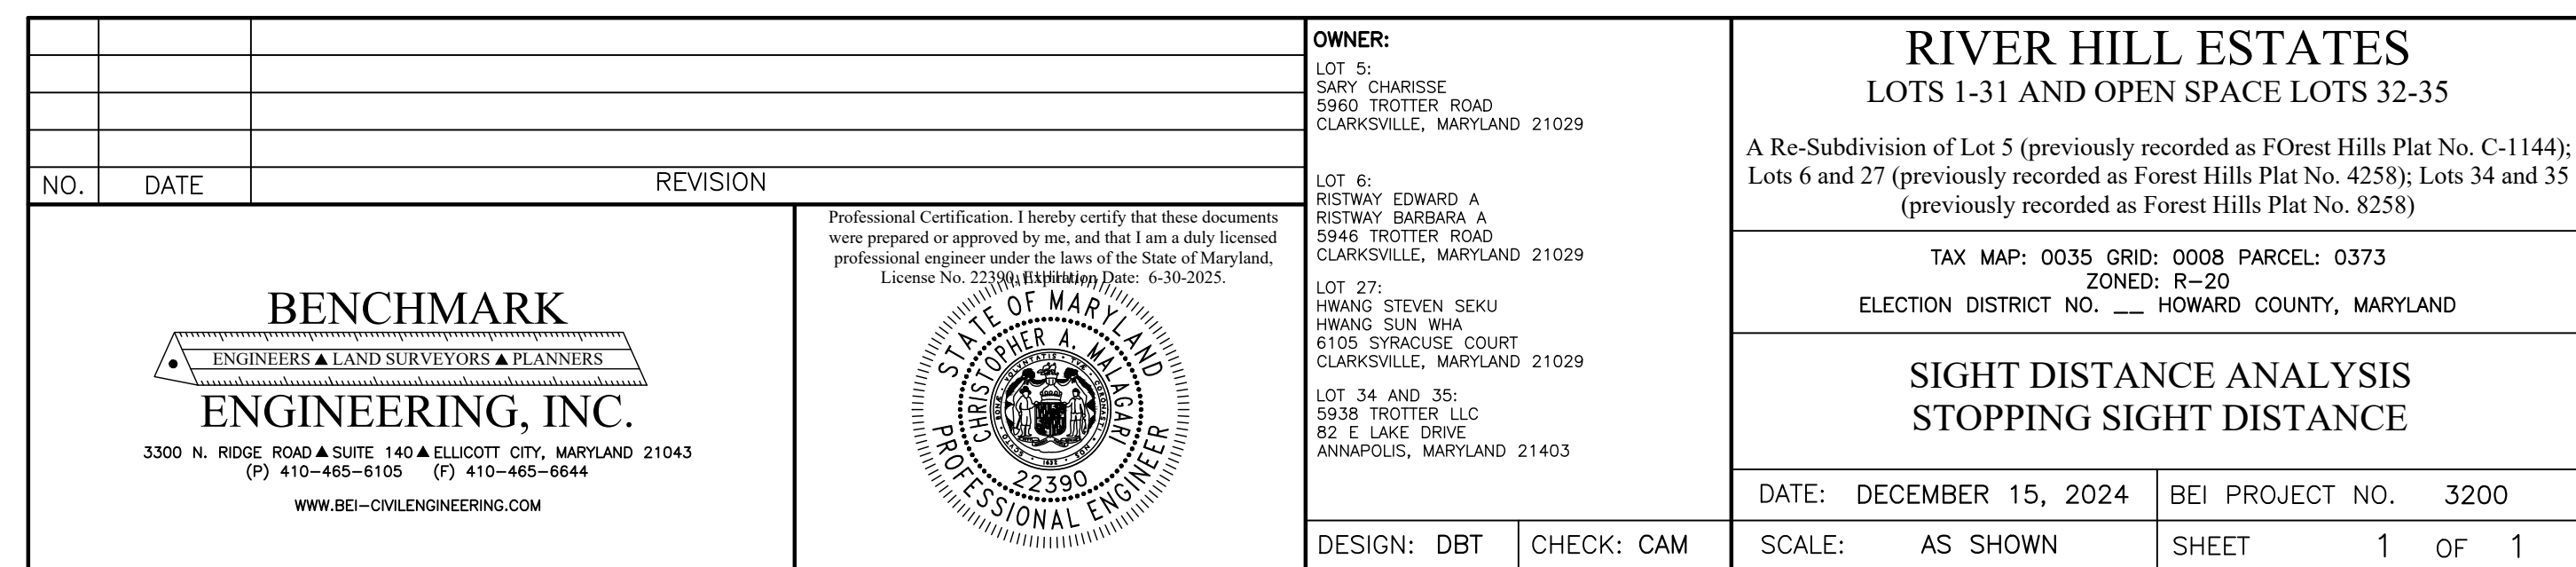 NO. DATE REVISION
BENCHMARK
ENGINEERS ▲ LAND SURVEYORS ▲ PLANNERS
ENGINEERING, INC.
3300 N. RIDGE ROAD ▲ SUITE 140 ▲ ELLICOTT CITY, MARYLAND 21043
(P) 410-465-6105 (F) 410-465-6644
WWW.BEI-CIVILENGINEERING.COM
Professional Certification. I hereby certify that these documents
were prepared or approved by me, and that I am a duly licensed
professional engineer under the laws of the State of Maryland,
License No. 22390, Expiration Date: 6-30-2025.
STATE OF MARYLAND
CHRISTOPHER A. MALAGARI
22390
PROFESSIONAL ENGINEER
OWNER:
LOT 5:
SARY CHARISSE
5960 TROTTER ROAD
CLARKSVILLE, MARYLAND 21029
LOT 6:
RISTWAY EDWARD A
RISTWAY BARBARA A
5946 TROTTER ROAD
CLARKSVILLE, MARYLAND 21029
LOT 27:
HWANG STEVEN SEKU
HWANG SUN WHA
6105 SYRACUSE COURT
CLARKSVILLE, MARYLAND 21029
LOT 34 AND 35:
5938 TROTTER LLC
82 E LAKE DRIVE
ANNAPOLIS, MARYLAND 21403
DESIGN: DBT CHECK: CAM
RIVER HILL ESTATES
LOTS 1-31 AND OPEN SPACE LOTS 32-35
A Re-Subdivision of Lot 5 (previously recorded as FOrest Hills Plat No. C-1144);
Lots 6 and 27 (previously recorded as Forest Hills Plat No. 4258); Lots 34 and 35
(previously recorded as Forest Hills Plat No. 8258)
TAX MAP: 0035 GRID: 0008 PARCEL: 0373
ZONED: R-20
ELECTION DISTRICT NO. __ HOWARD COUNTY, MARYLAND
SIGHT DISTANCE ANALYSIS
STOPPING SIGHT DISTANCE
DATE: DECEMBER 15, 2024 BEI PROJECT NO. 3200
SCALE: AS SHOWN SHEET 1 OF 1